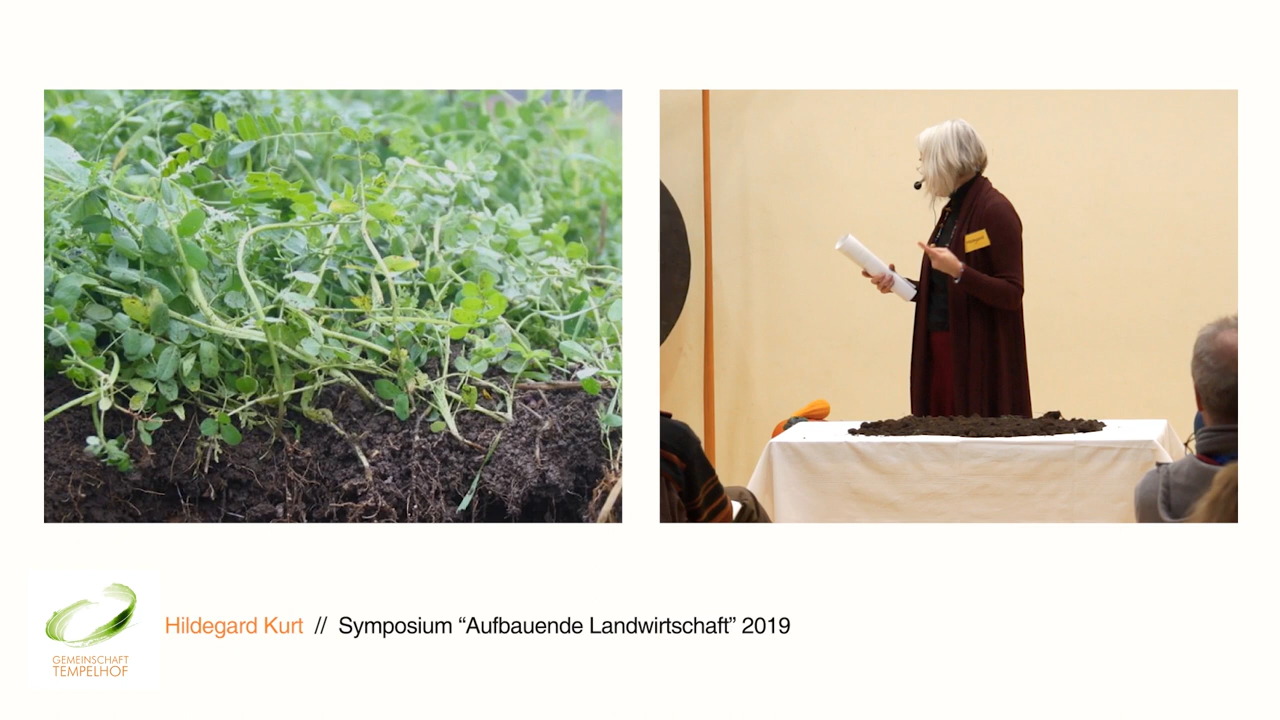 Hildegard Kurt // Symposium “Aufbauende Landwirtschaft” 2019
GEMEINSCHAFT
TEMPELHOF